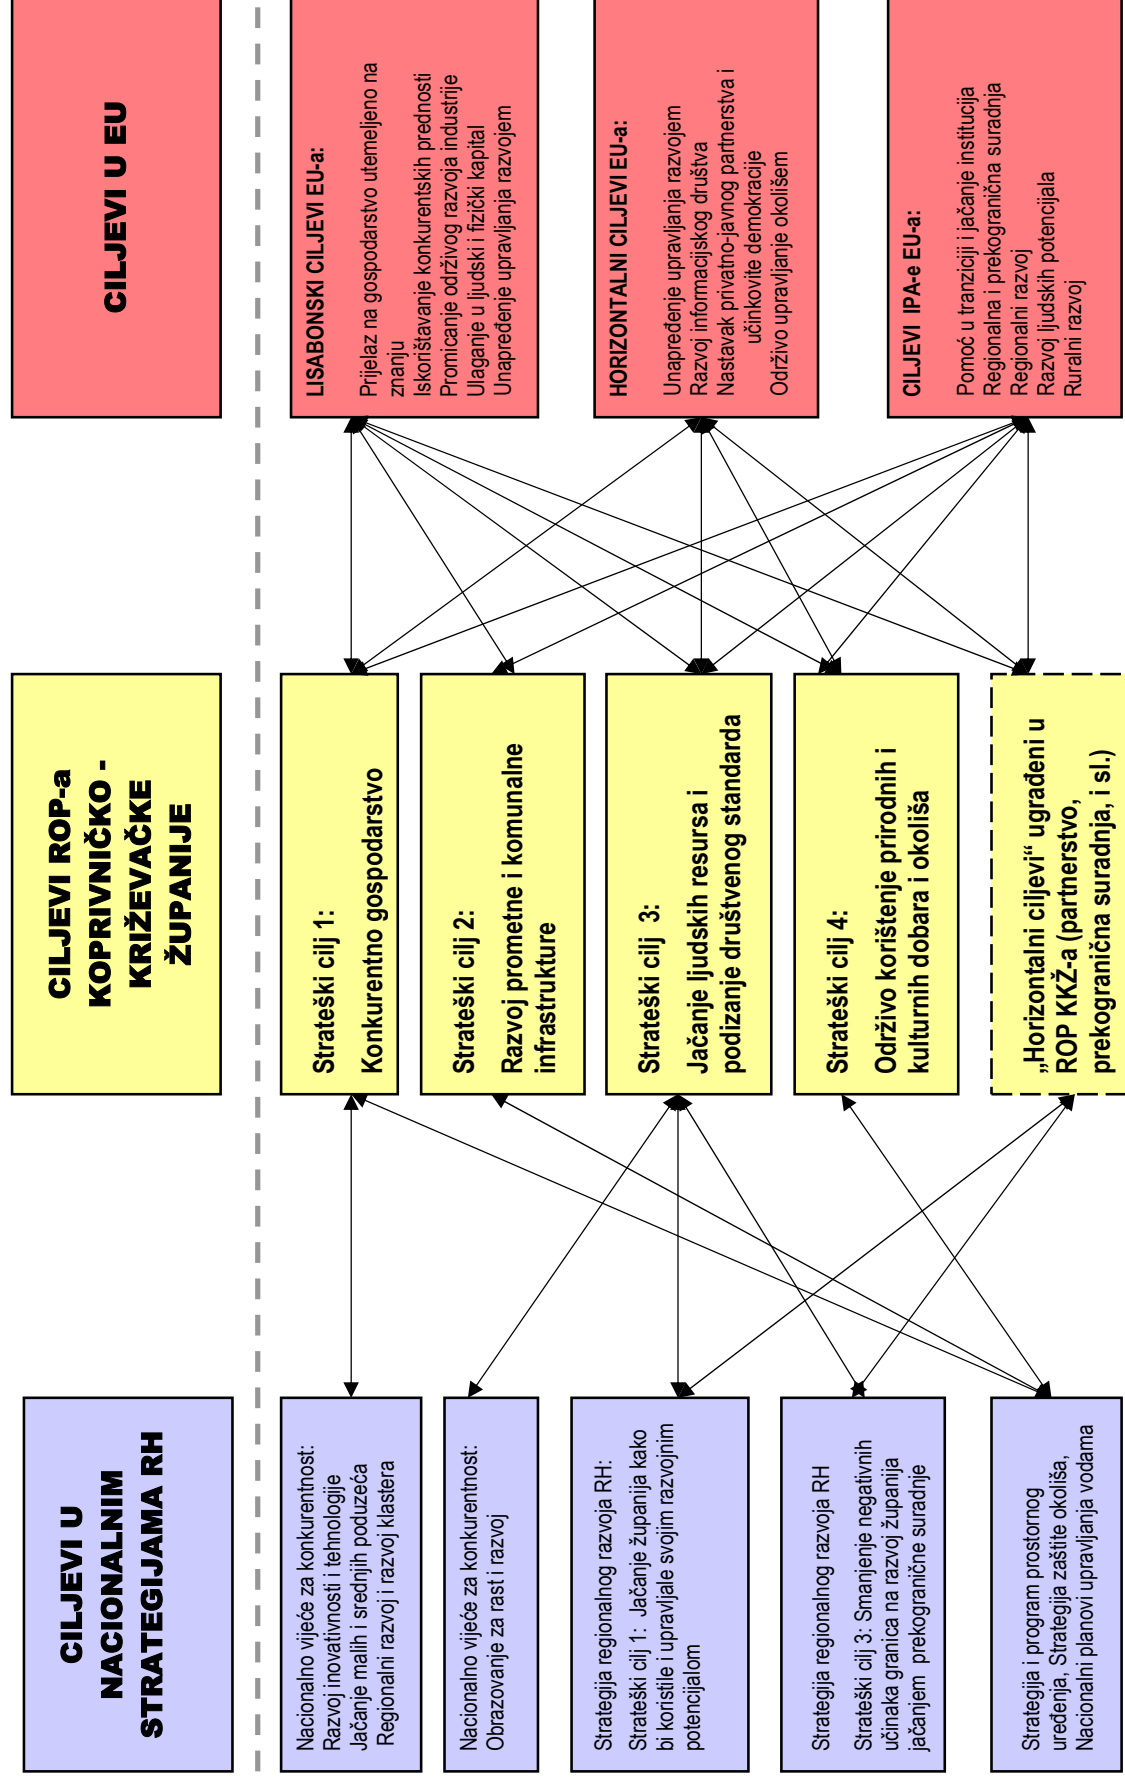 CILJEVI U
NACIONALNIM
STRATEGIJAMA RH
CILJEVI ROP-a
KOPRIVNIČKO -
KRIŽEVAČKE
ŽUPANIJE
CILJEVI U EU
Nacionalno vijeće za konkurentnost:
Razvoj inovativnosti i tehnologije
Jačanje malih i srednjih poduzeća
Regionalni razvoj i razvoj klastera
Nacionalno vijeće za konkurentnost:
Obrazovanje za rast i razvoj
Strategija regionalnog razvoja RH:
Strateški cilj 1: Jačanje županija kako
bi koristile i upravljale svojim razvojnim
potencijalom
Strategija regionalnog razvoja RH
Strateški cilj 3: Smanjenje negativnih
učinaka granica na razvoj županija
jačanjem prekogranične suradnje
Strategija i program prostornog
uređenja, Strategija zaštite okoliša,
Nacionalni planovi upravljanja vodama
Strateški cilj 1:
Konkurentno gospodarstvo
Strateški cilj 2:
Razvoj prometne i komunalne
infrastrukture
Strateški cilj 3:
Jačanje ljudskih resursa i
podizanje društvenog standarda
Strateški cilj 4:
Održivo korištenje prirodnih i
kulturnih dobara i okoliša
„Horizontalni ciljevi“ ugrađeni u
ROP KKŽ-a (partnerstvo,
prekogranična suradnja, i sl.)
LISABONSKI CILJEVI EU-a:
Prijelaz na gospodarstvo utemeljeno na
znanju
Iskorištavanje konkurentskih prednosti
Promicanje održivog razvoja industrije
Ulaganje u ljudski i fizički kapital
Unapređenje upravljanja razvojem
HORIZONTALNI CILJEVI EU-a:
Unapređenje upravljanja razvojem
Razvoj informacijskog društva
Nastavak privatno-javnog partnerstva i
učinkovite demokracije
Održivo upravljanje okolišem
CILJEVI IPA-e EU-a:
Pomoć u tranziciji i jačanje institucija
Regionalna i prekogranična suradnja
Regionalni razvoj
Razvoj ljudskih potencijala
Ruralni razvoj